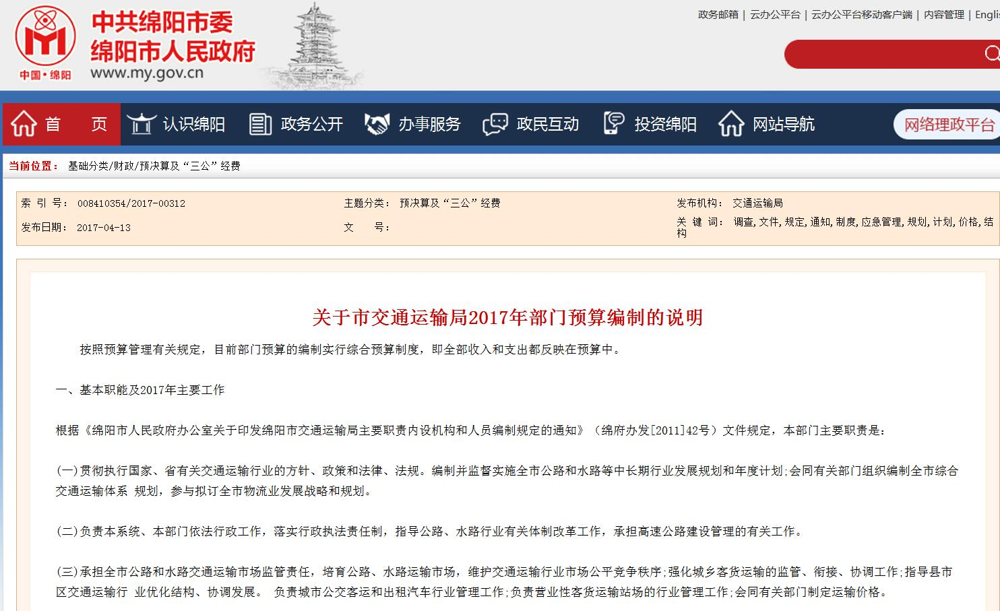 中共绵阳市委
绵阳市人民政府
www.my.gov.cn
中国·绵阳
政务邮箱 | 云办公平台 | 云办公平台移动客户端 | 内容管理 | Engli
首 页 认识绵阳 政务公开 办事服务 政民互动 投资绵阳 网站导航 网络理政平台
当前位置： 基础分类/财政/预决算及“三公”经费
索 引 号： 008410354/2017-00312 主题分类： 预决算及“三公”经费 发布机构： 交通运输局
发布日期： 2017-04-13 文 号： 关 键 词： 调查,文件,规定,通知,制度,应急管理,规划,计划,价格,结
构
关于市交通运输局2017年部门预算编制的说明
按照预算管理有关规定，目前部门预算的编制实行综合预算制度，即全部收入和支出都反映在预算中。
一、基本职能及2017年主要工作
根据《绵阳市人民政府办公室关于印发绵阳市交通运输局主要职责内设机构和人员编制规定的通知》（绵府办发[2011]42号）文件规定，本部门主要职责是：
(一)贯彻执行国家、省有关交通运输行业的方针、政策和法律、法规。编制并监督实施全市公路和水路等中长期行业发展规划和年度计划;会同有关部门组织编制全市综合
交通运输体系 规划，参与拟订全市物流业发展战略和规划。
(二)负责本系统、本部门依法行政工作，落实行政执法责任制，指导公路、水路行业有关体制改革工作，承担高速公路建设管理的有关工作。
(三)承担全市公路和水路交通运输市场监管责任，培育公路、水路运输市场，维护交通运输行业市场公平竞争秩序;强化城乡客货运输的监管、衔接、协调工作;指导县市
区交通运输行 业优化结构、协调发展。 负责城市公交客运和出租汽车行业管理工作;负责营业性客货运输站场的行业管理工作;会同有关部门制定运输价格。